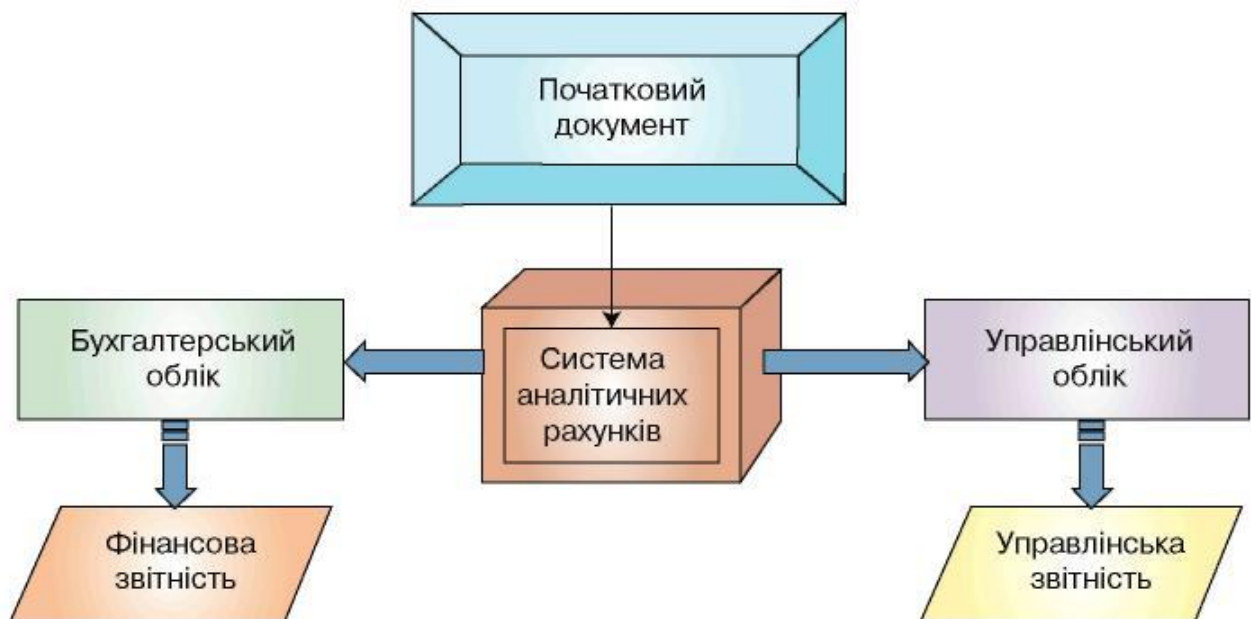 Початковий
документ
Бухгалтерський
облік
Система
аналітичних
рахунків
Управлінський
облік
Фінансова
звітність
Управлінська
звітність